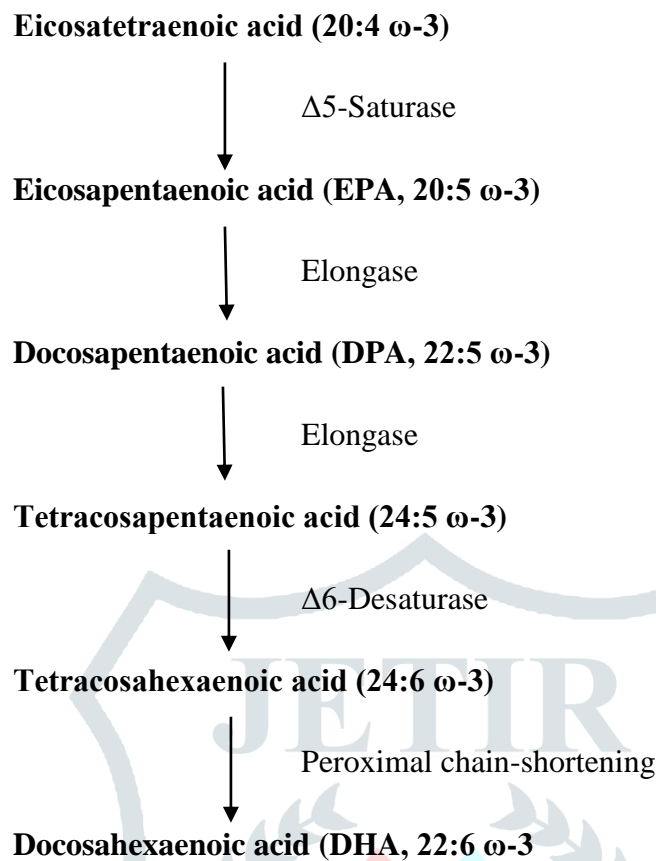 Eicosatetraenoic acid (20:4 ω-3)
Δ5-Saturase
Eicosapentaenoic acid (EPA, 20:5 ω-3)
Elongase
Docosapentaenoic acid (DPA, 22:5 ω-3)
Elongase
Tetracosapentaenoic acid (24:5 ω-3)
Δ6-Desaturase
JETIR
Tetracosahexaenoic acid (24:6 ω-3)
Peroximal chain-shortening
Docosahexaenoic acid (DHA, 22:6 ω-3